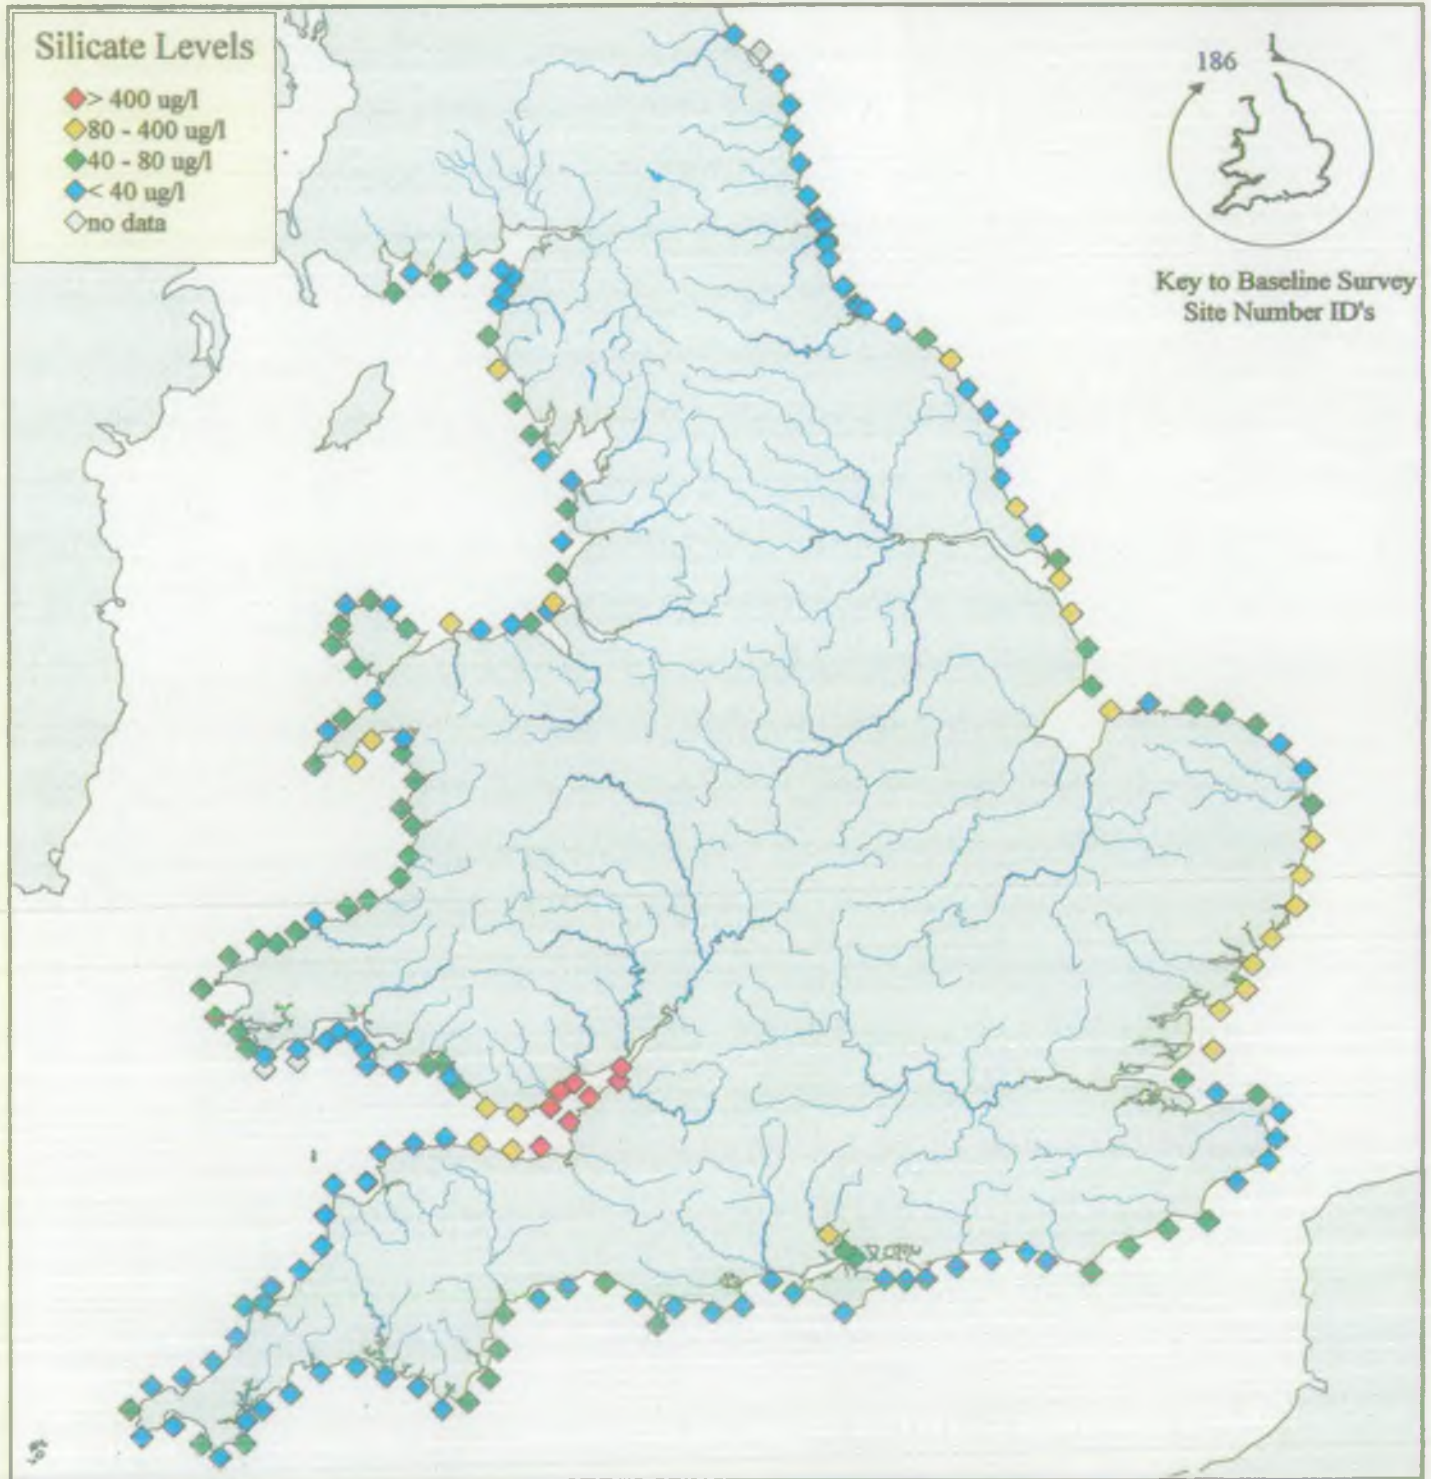 Silicate Levels
> 400 ug/l
80 - 400 ug/l
40 - 80 ug/l
< 40 ug/l
no data
1
186
Key to Baseline Survey
Site Number ID's